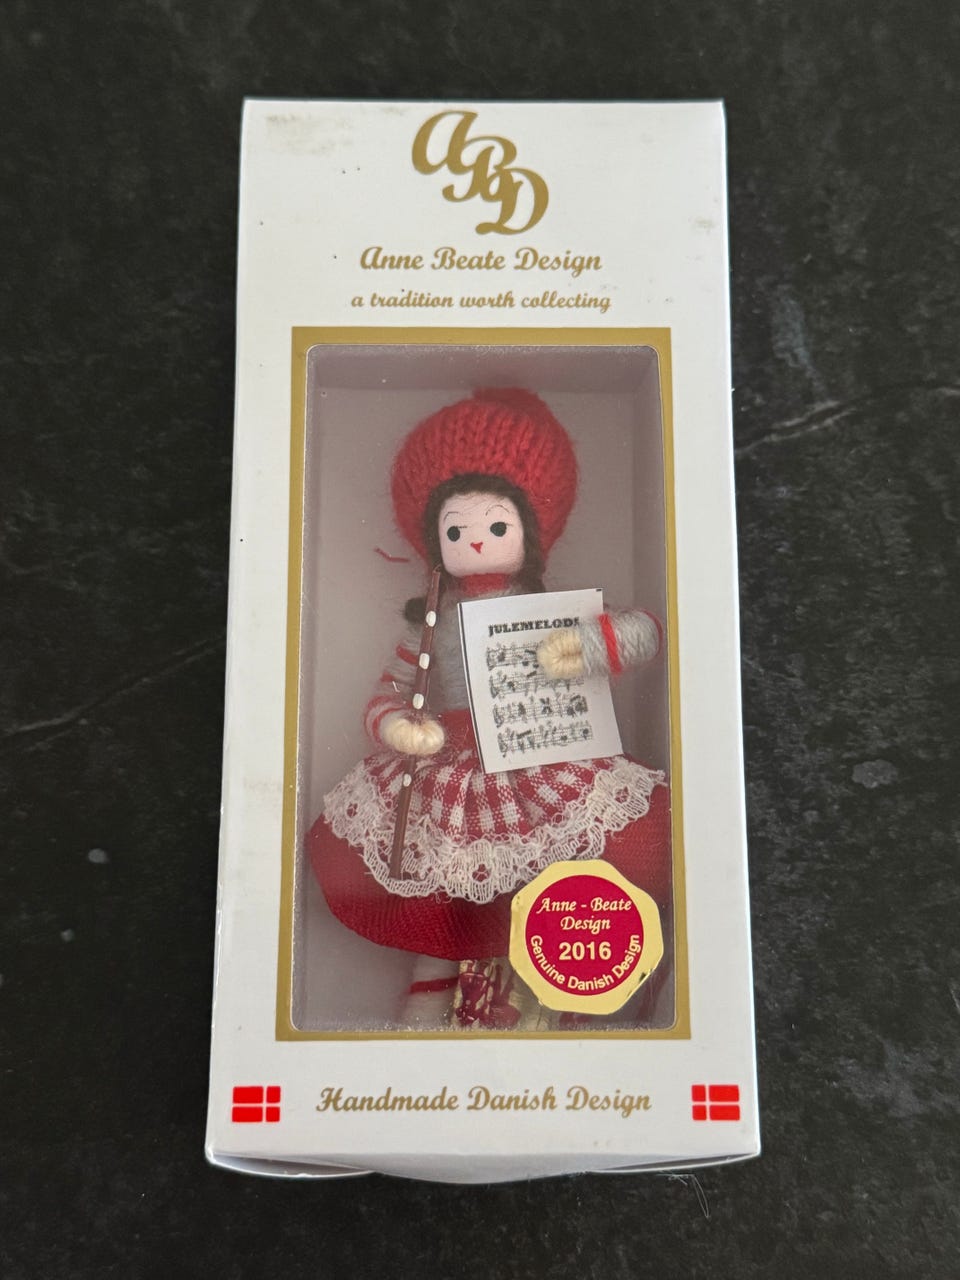 ABD
Anne Beate Design
a tradition worth collecting
JULEMELODI
Anne - Beate
Design
2016
Genuine Danish Design
Handmade Danish Design